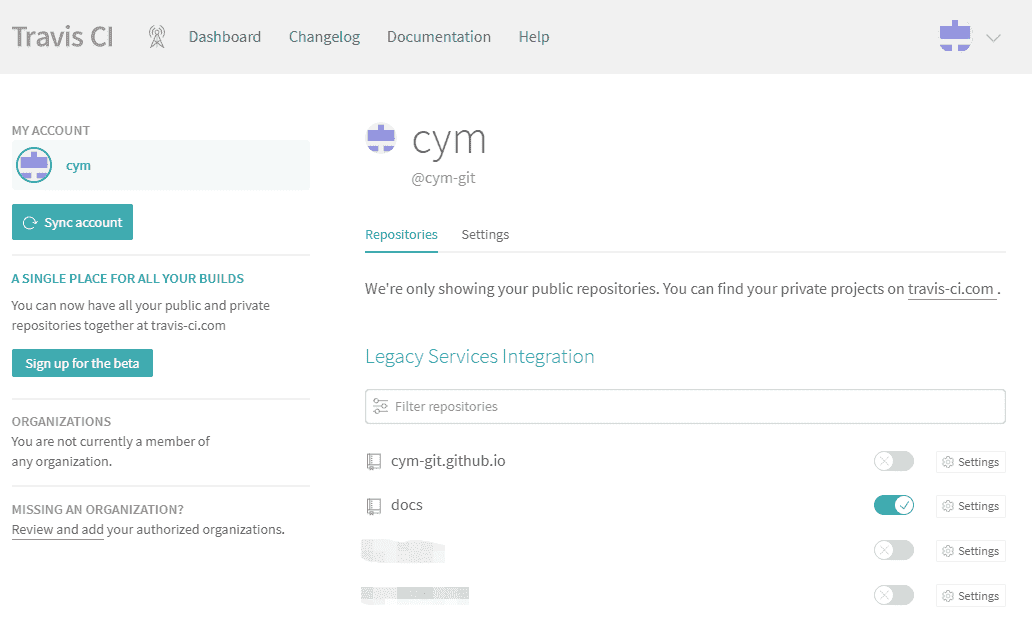 Travis CI
Dashboard
Changelog
Documentation
Help
MY ACCOUNT
cym
Sync account
A SINGLE PLACE FOR ALL YOUR BUILDS
You can now have all your public and private
repositories together at travis-ci.com
Sign up for the beta
ORGANIZATIONS
You are not currently a member of
any organization.
MISSING AN ORGANIZATION?
Review and add your authorized organizations.
cym
@cym-git
Repositories
Settings
We're only showing your public repositories. You can find your private projects on travis-ci.com .
Legacy Services Integration
Filter repositories
cym-git.github.io
Settings
docs
Settings
Settings
Settings